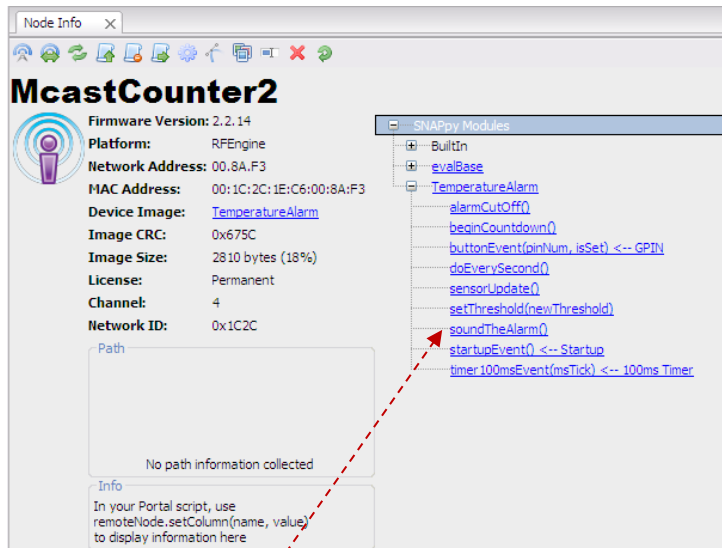 Node Info
McastCounter2
Firmware Version: 2.2.14
Platform: RFEngine
Network Address: 00.8A.F3
MAC Address: 00:1C:2C:1E:C6:00:8A:F3
Device Image: TemperatureAlarm
Image CRC: 0x675C
Image Size: 2810 bytes (18%)
License: Permanent
Channel: 4
Network ID: 0x1C2C
Path
No path information collected
Info
In your Portal script, use
remoteNode.setColumn(name, value)
to display information here
SNAPpy Modules
BuiltIn
evalBase
TemperatureAlarm
alarmCutOff()
beginCountdown()
buttonEvent(pinNum, isSet) <-- GPIN
doEverySecond()
sensorUpdate()
setThreshold(newThreshold)
soundTheAlarm()
startupEvent() <-- Startup
timer100msEvent(msTick) <-- 100ms Timer